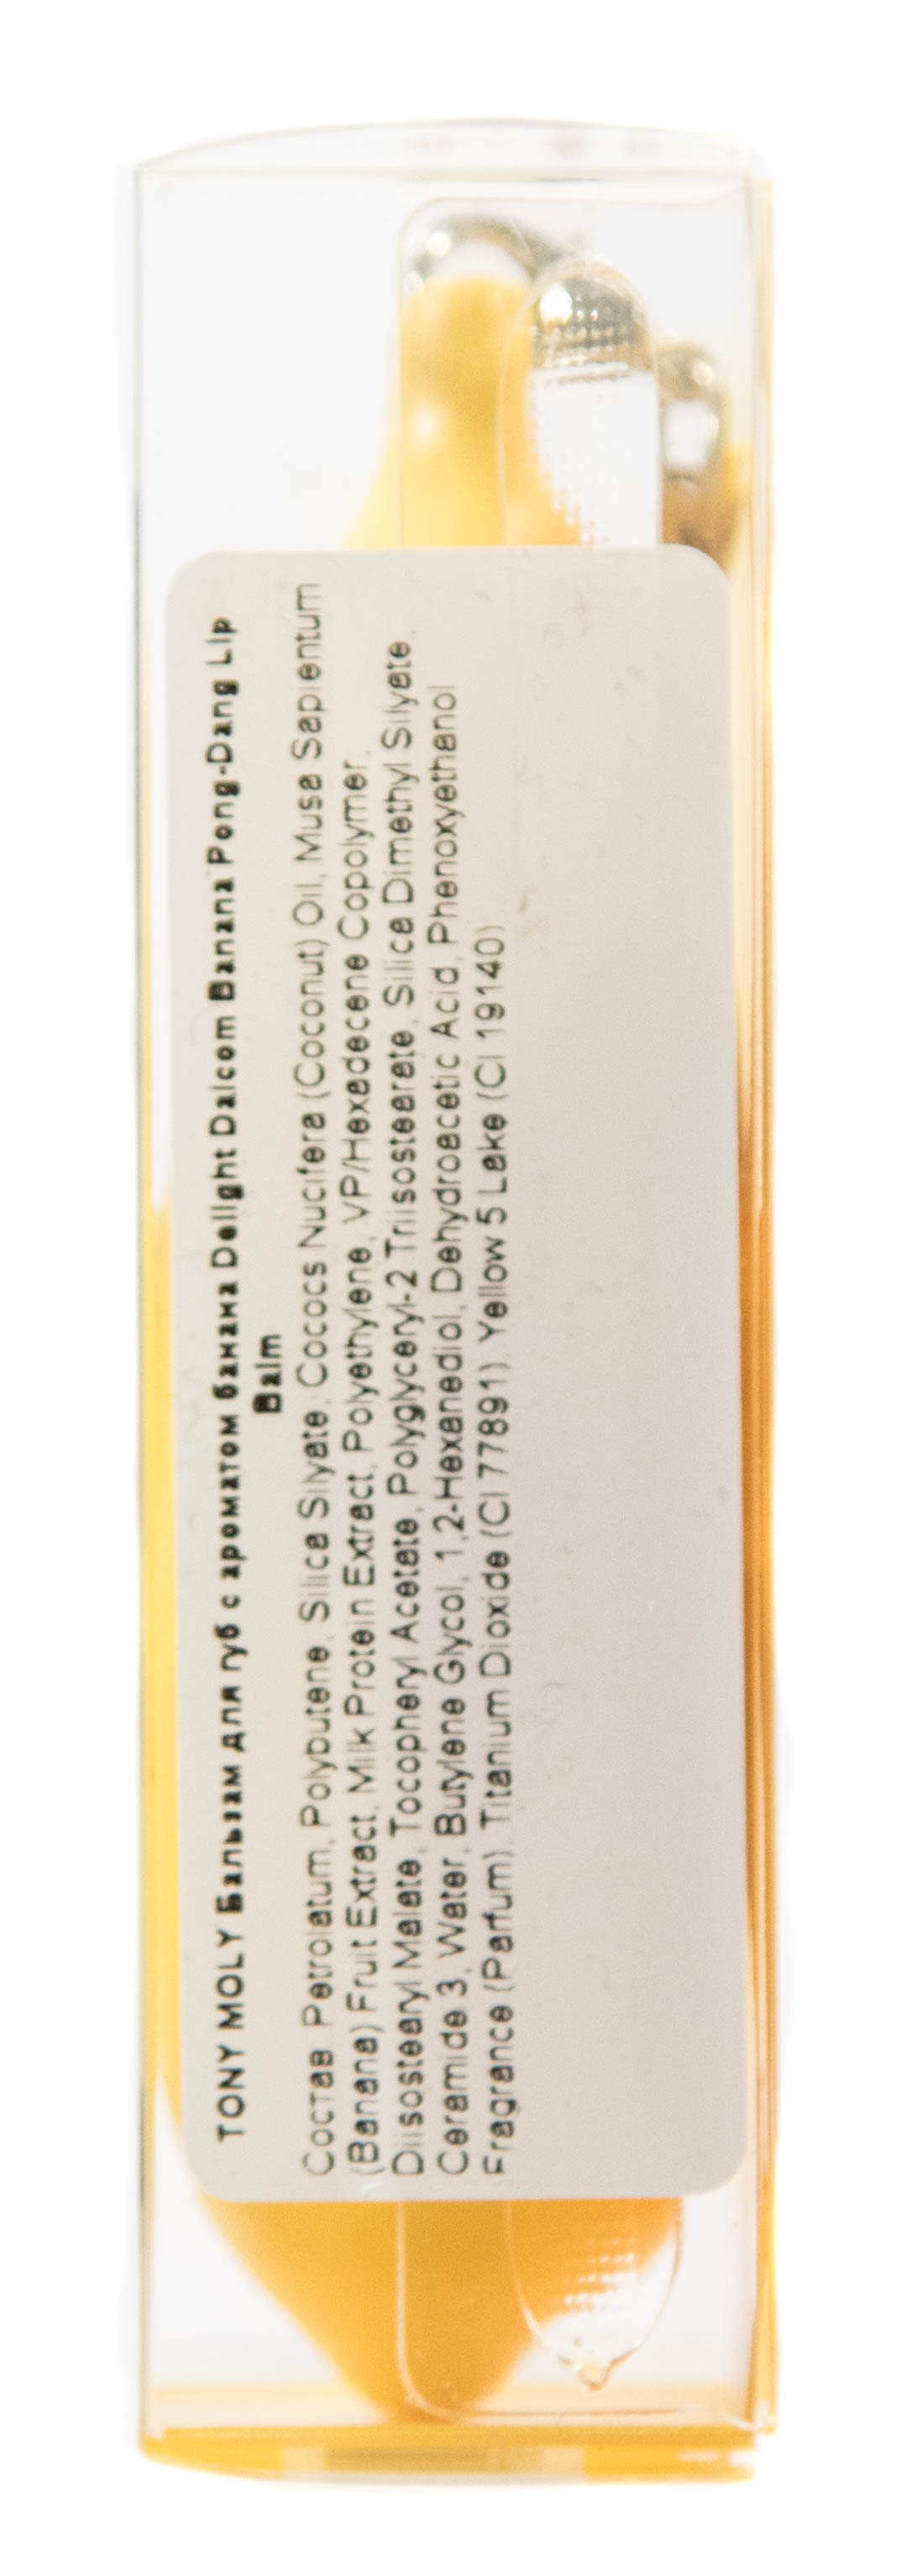 TONY MOLY Бальзам для губ с ароматом банана Delight Dalcom Banana Pong-Dang Lip
Balm
Состав: Petrolatum, Polybutene, Silica Silyate, Cococs Nucifera (Coconut) Oil, Musa Sapientum
(Banana) Fruit Extract, Milk Protein Extract, Polyethylene, VP/Hexadecene Copolymer,
Diisostearyl Malate, Tocopheryl Acetate, Polyglyceryl-2 Triisostearate, Silica Dimethyl Silyate,
Ceramide 3, Water, Butylene Glycol, 1,2-Hexanediol, Dehydroacetic Acid, Phenoxyethanol
Fragrance (Parfum), Titanium Dioxide (CI 77891), Yellow 5 Lake (CI 19140)